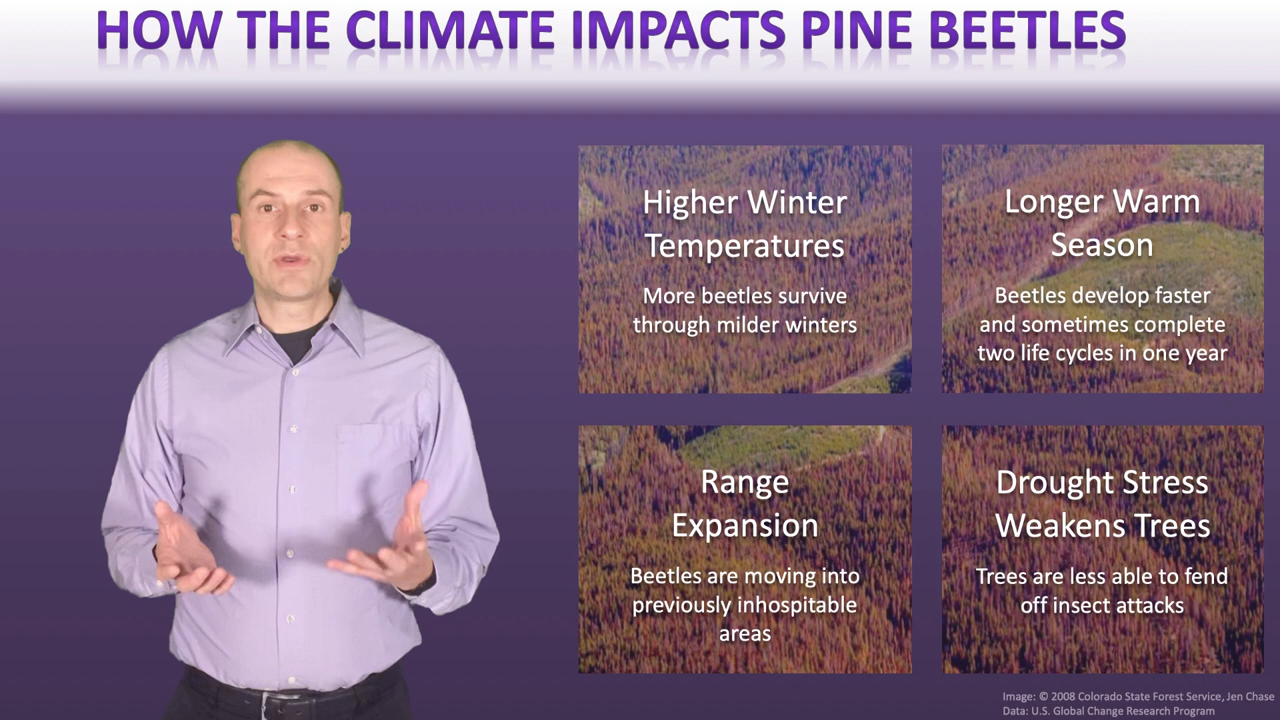 HOW THE CLIMATE IMPACTS PINE BEETLES
Higher Winter
Temperatures
More beetles survive
through milder winters
Longer Warm
Season
Beetles develop faster
and sometimes complete
two life cycles in one year
Range
Expansion
Beetles are moving into
previously inhospitable
areas
Drought Stress
Weakens Trees
Trees are less able to fend
off insect attacks
Image: © 2008 Colorado State Forest Service, Jen Chase
Data: U.S. Global Change Research Program